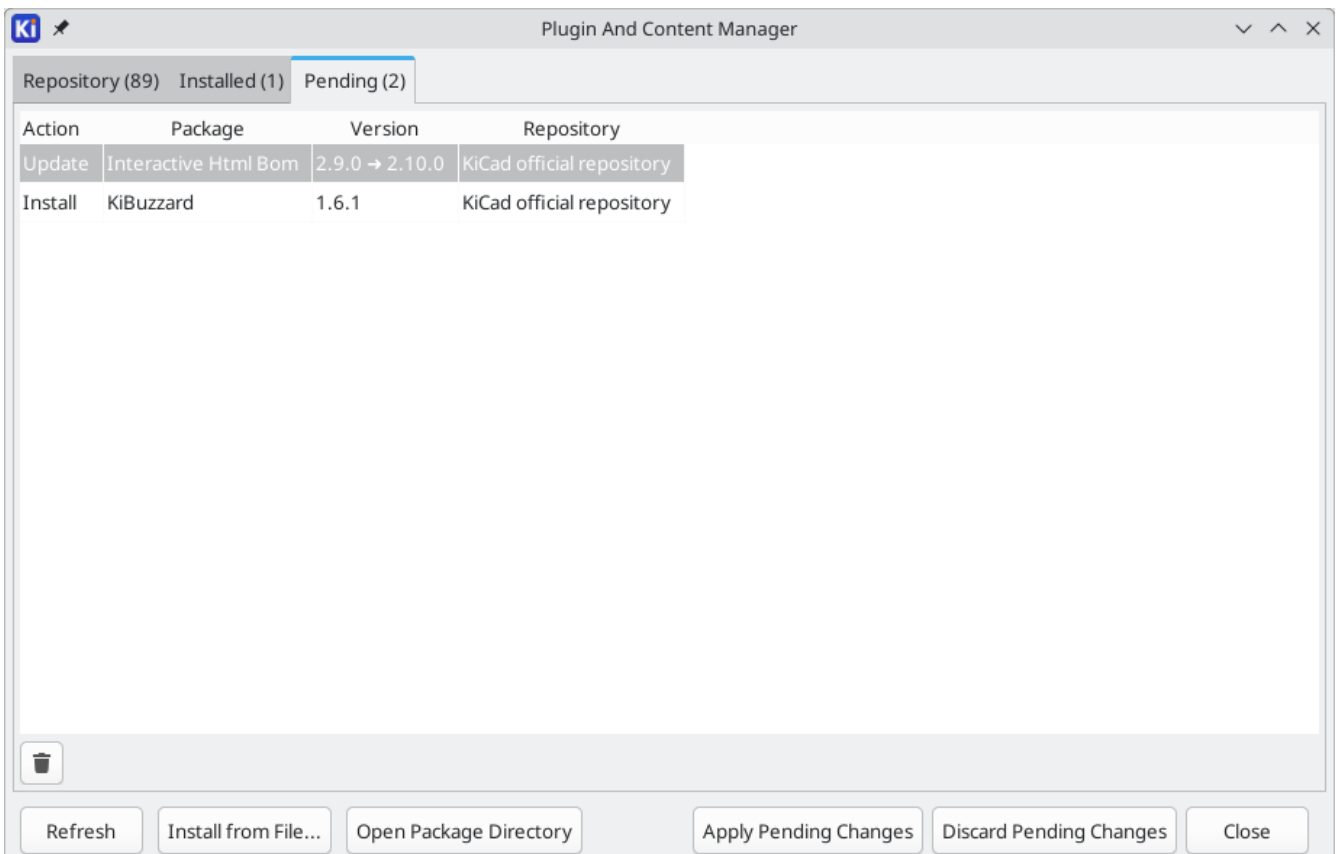 Ki Plugin And Content Manager
Repository (89) Installed (1) Pending (2)
Action Package Version Repository
Update Interactive Html Bom 2.9.0 → 2.10.0 KiCad official repository
Install KiBuzzard 1.6.1 KiCad official repository
Refresh Install from File... Open Package Directory Apply Pending Changes Discard Pending Changes Close